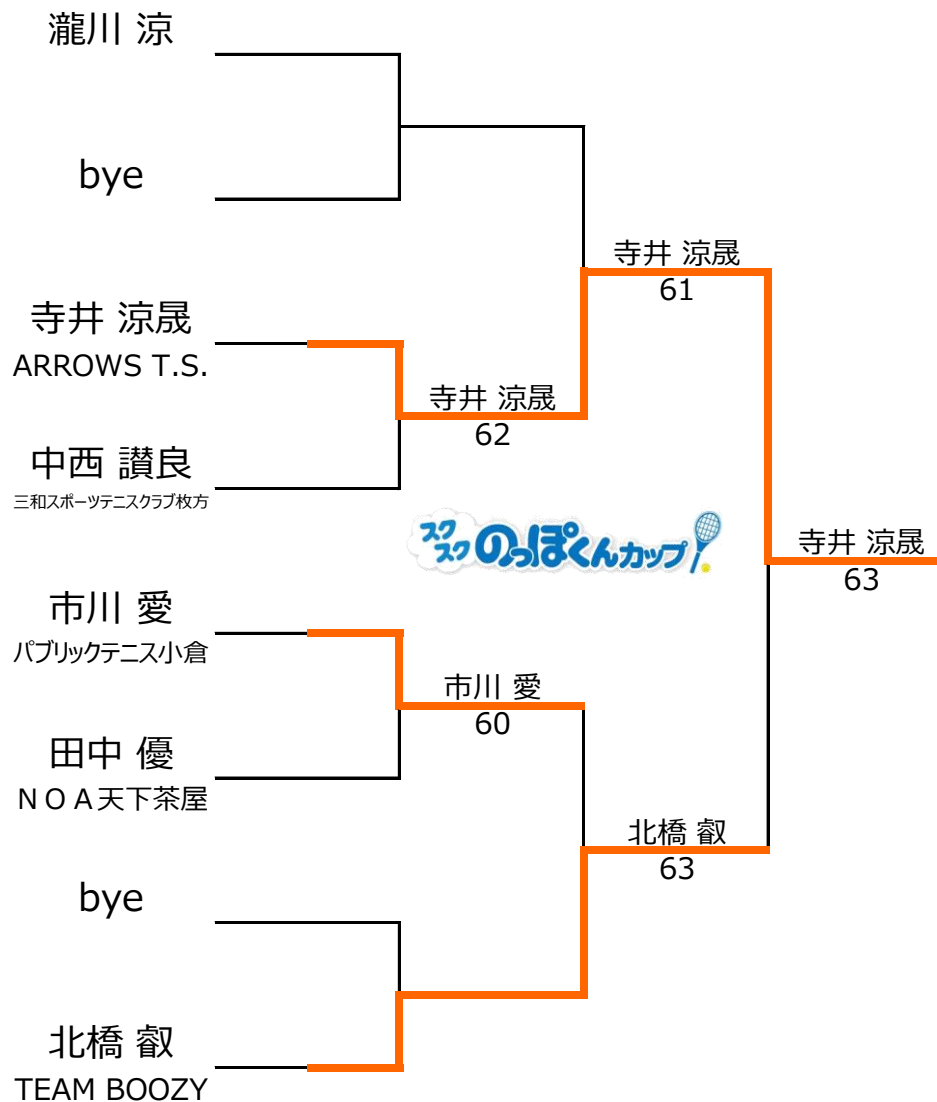 瀧川 涼
bye
寺井 涼晟
ARROWS T.S.
中西 讃良
三和スポーツテニスクラブ枚方
市川 愛
パブリックテニス小倉
田中 優
ＮＯＡ天下茶屋
bye
北橋 叡
TEAM BOOZY
寺井 涼晟
62
市川 愛
60
寺井 涼晟
61
北橋 叡
63
スクスクのっぽくんカップ
寺井 涼晟
63